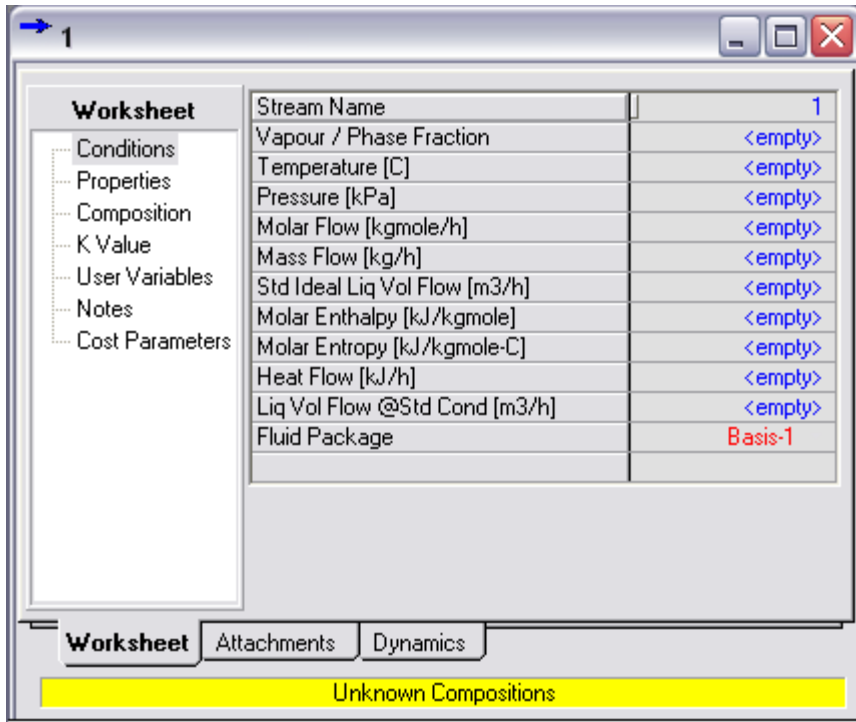 1
Worksheet
Conditions
Properties
Composition
K Value
User Variables
Notes
Cost Parameters
Stream Name 1
Vapour / Phase Fraction <empty>
Temperature [C] <empty>
Pressure [kPa] <empty>
Molar Flow [kgmole/h] <empty>
Mass Flow [kg/h] <empty>
Std Ideal Liq Vol Flow [m3/h] <empty>
Molar Enthalpy [kJ/kgmole] <empty>
Molar Entropy [kJ/kgmole-C] <empty>
Heat Flow [kJ/h] <empty>
Liq Vol Flow @Std Cond [m3/h] <empty>
Fluid Package Basis-1
Worksheet Attachments Dynamics
Unknown Compositions